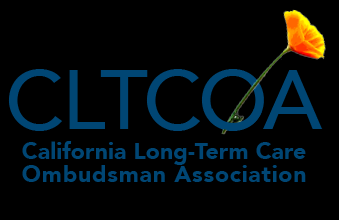 CLTCOA
California Long-Term Care
Ombudsman Association